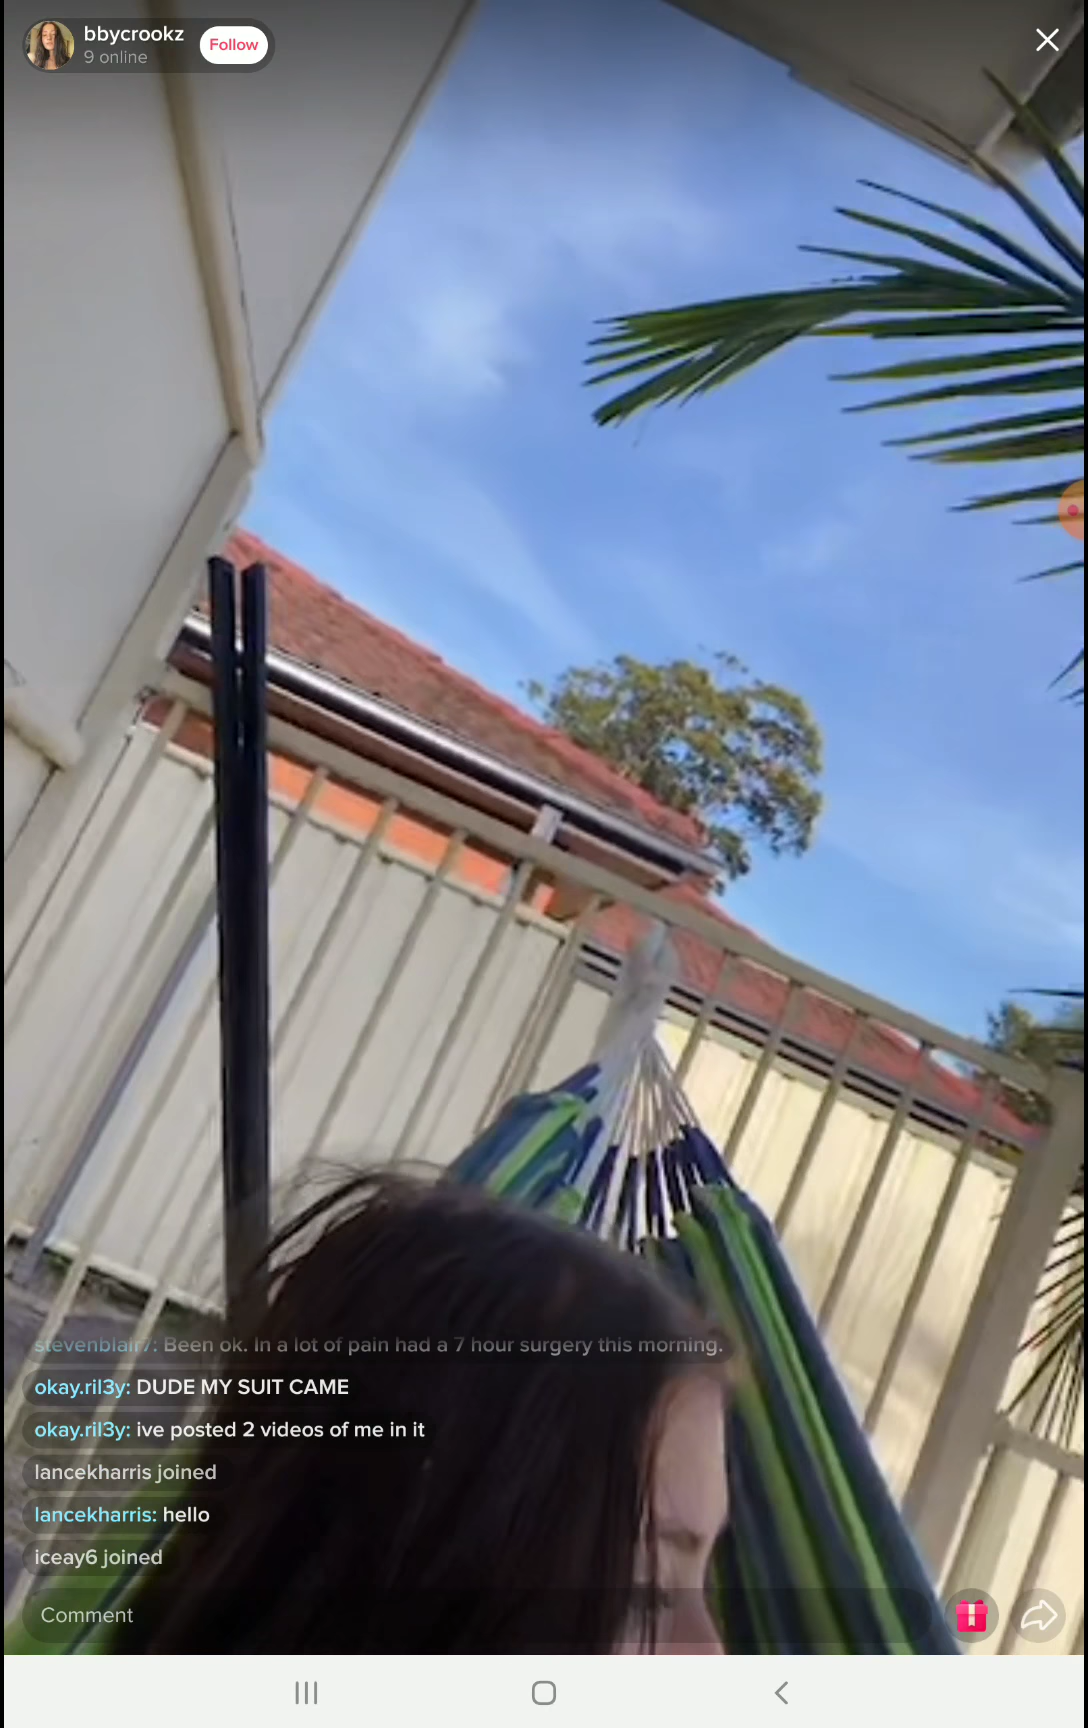 bbycrookz
9 online
Follow
stevenblair7: Been ok. In a lot of pain had a 7 hour surgery this morning.
okay.ril3y: DUDE MY SUIT CAME
okay.ril3y: ive posted 2 videos of me in it
lancekharris joined
lancekharris: hello
iceay6 joined
Comment